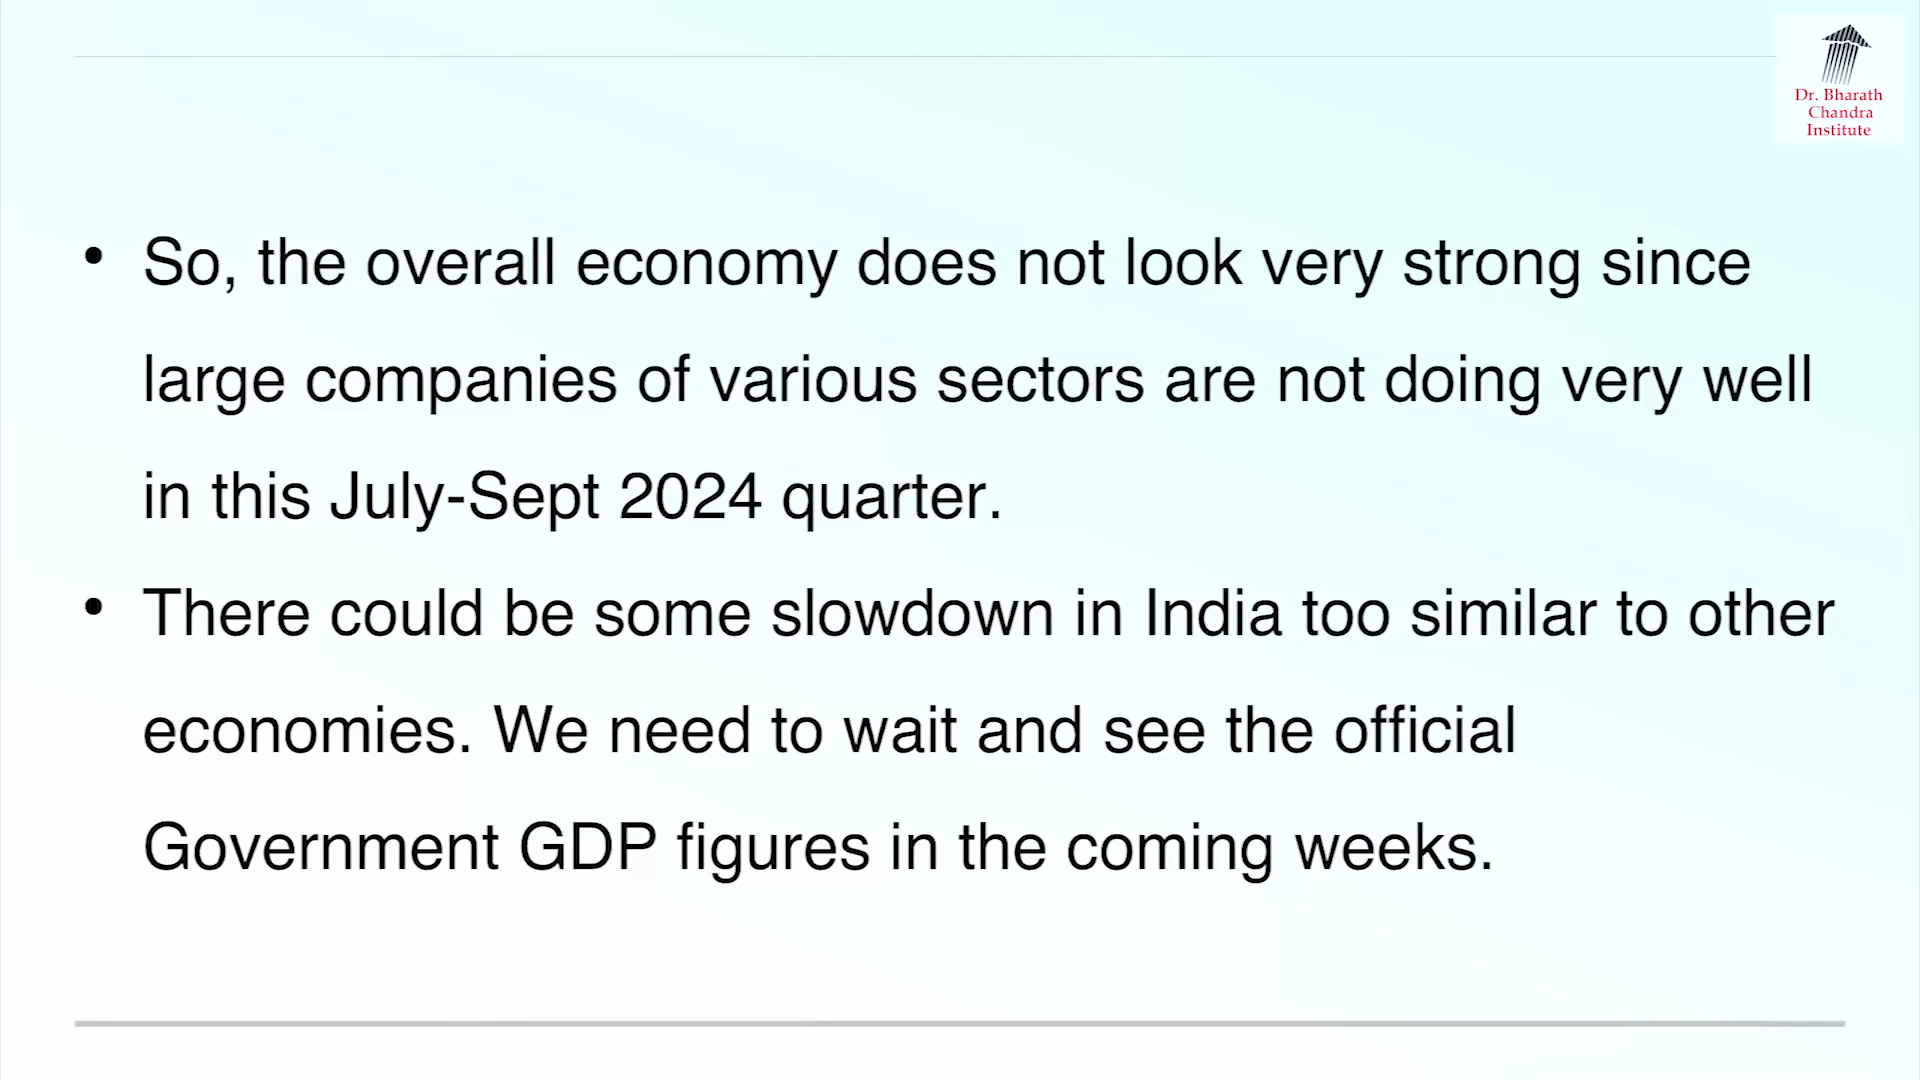 Dr. Bharath
Chandra
Institute
• So, the overall economy does not look very strong since
large companies of various sectors are not doing very well
in this July-Sept 2024 quarter.
• There could be some slowdown in India too similar to other
economies. We need to wait and see the official
Government GDP figures in the coming weeks.